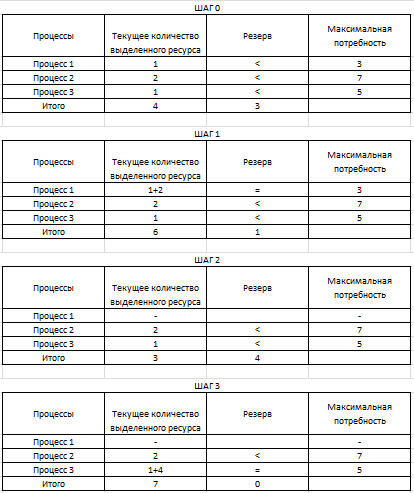 ШАГ 0
Процессы Текущее количество выделенного ресурса Резерв Максимальная потребность
Процесс 1 1 < 3
Процесс 2 2 < 7
Процесс 3 1 < 5
Итого 4 3
ШАГ 1
Процессы Текущее количество выделенного ресурса Резерв Максимальная потребность
Процесс 1 1+2 = 3
Процесс 2 2 < 7
Процесс 3 1 < 5
Итого 6 1
ШАГ 2
Процессы Текущее количество выделенного ресурса Резерв Максимальная потребность
Процесс 1 - -
Процесс 2 2 < 7
Процесс 3 1 < 5
Итого 3 4
ШАГ 3
Процессы Текущее количество выделенного ресурса Резерв Максимальная потребность
Процесс 1 - -
Процесс 2 2 < 7
Процесс 3 1+4 = 5
Итого 7 0